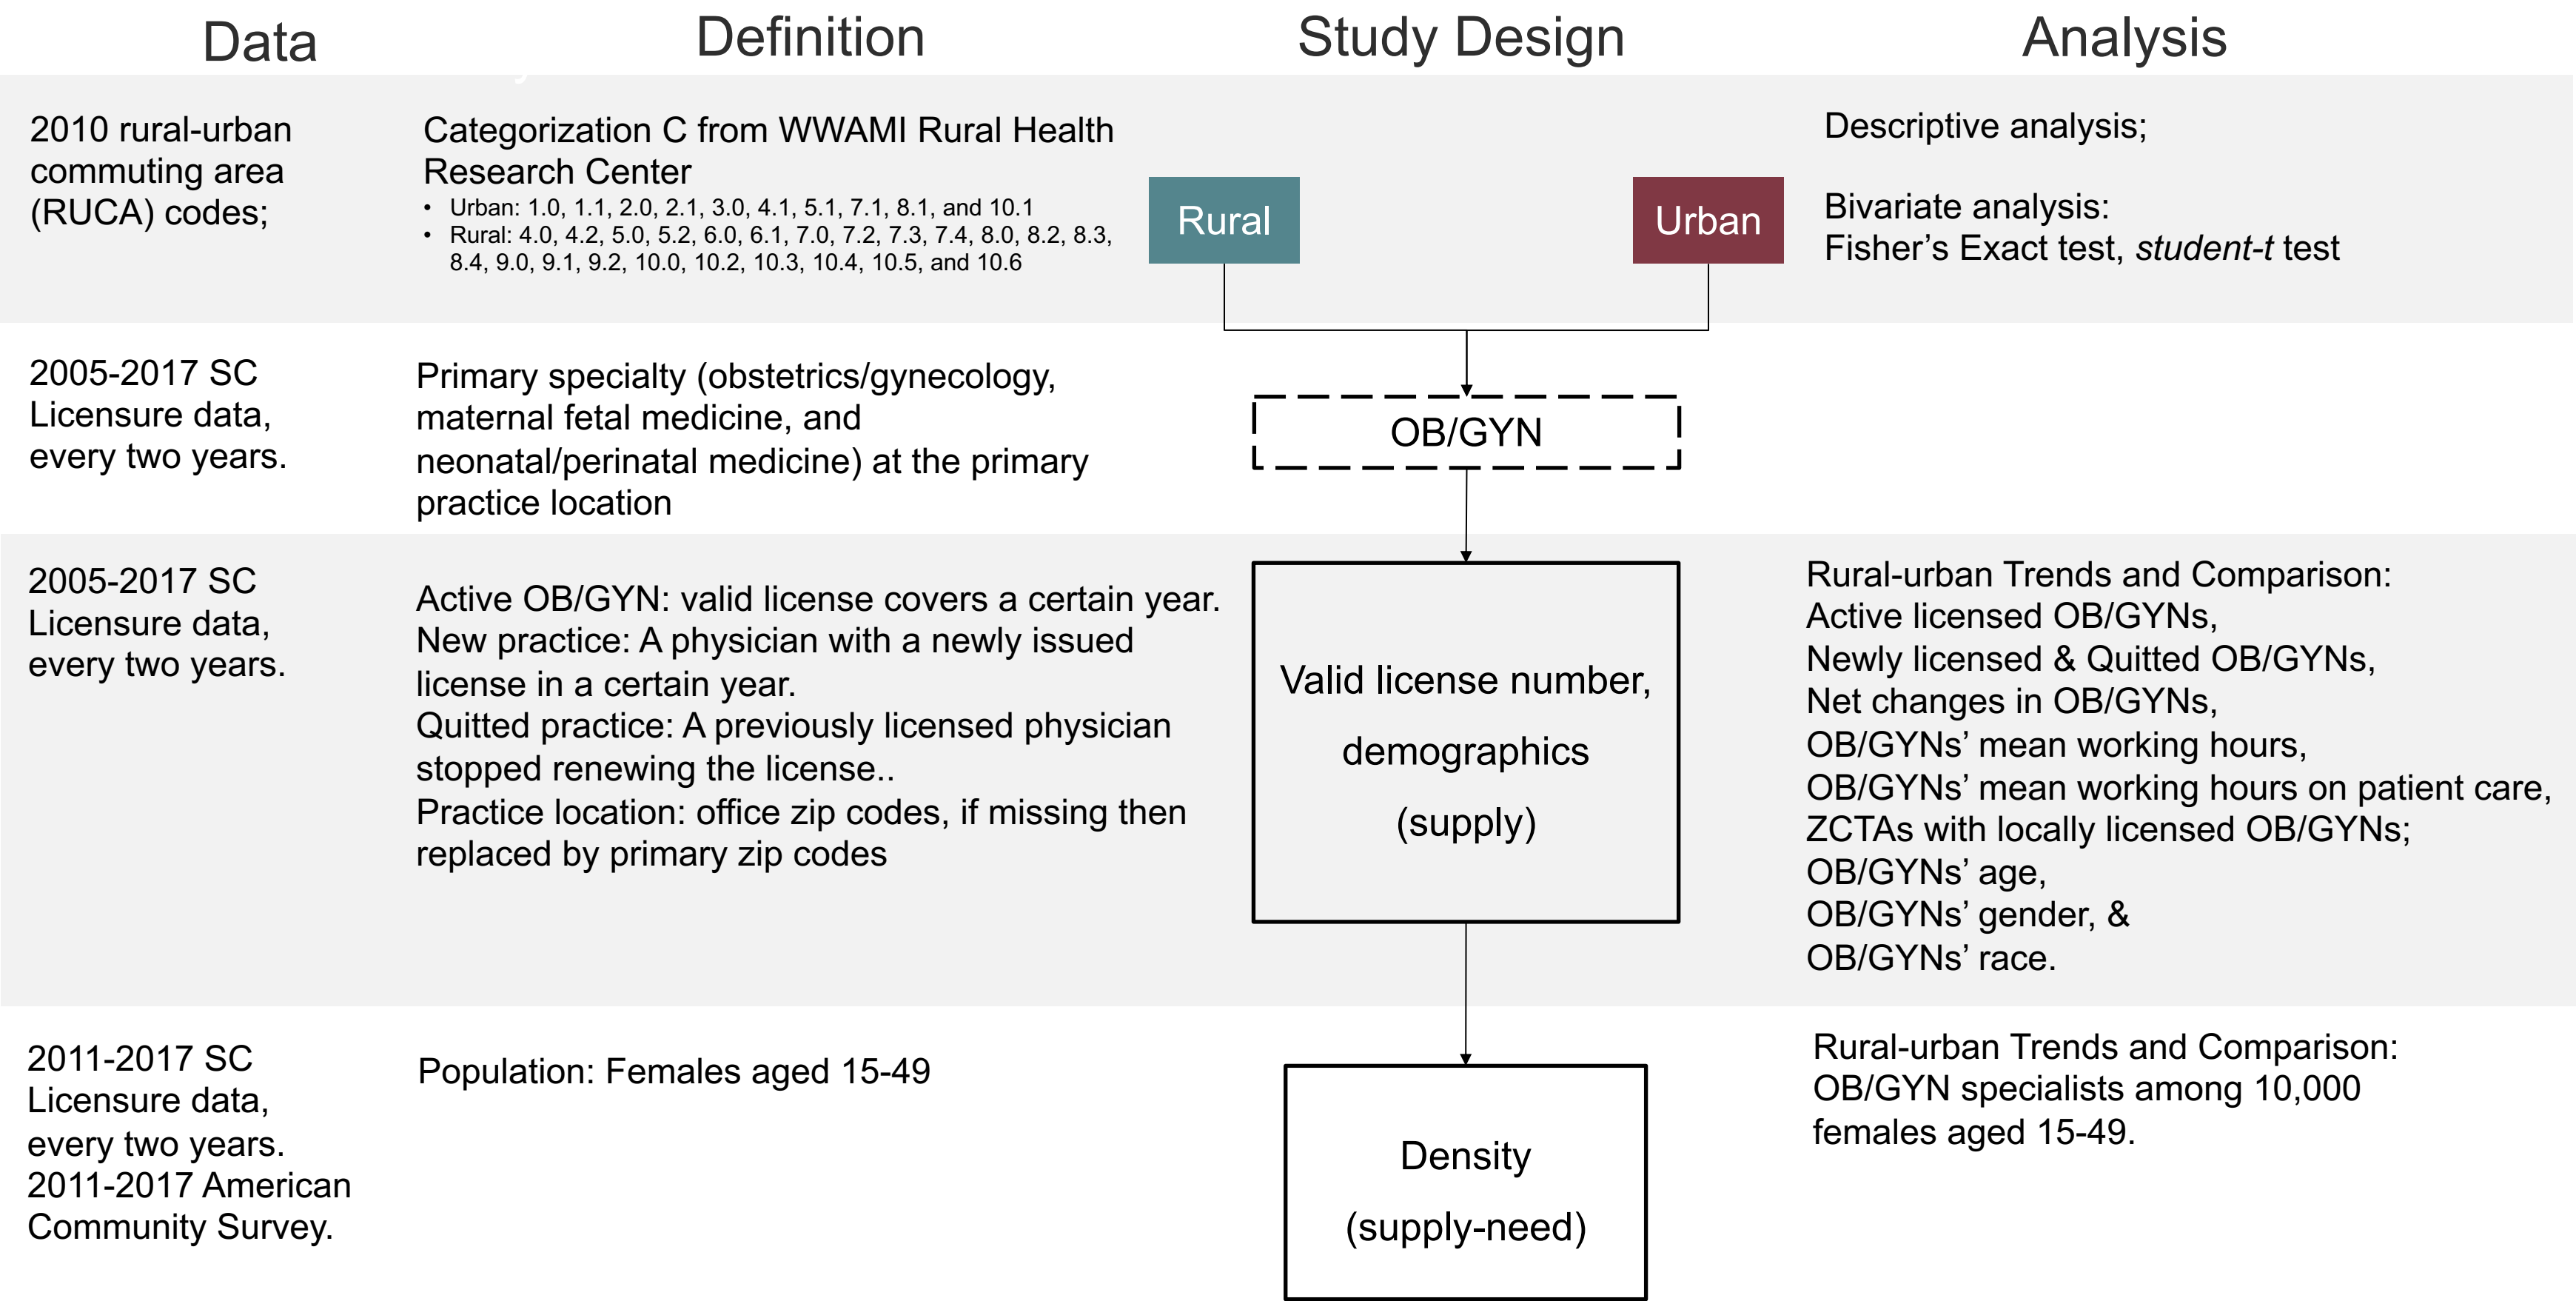 Data
Definition
Study Design
Analysis
2010 rural-urban
commuting area
(RUCA) codes;
Categorization C from WWAMI Rural Health
Research Center
• Urban: 1.0, 1.1, 2.0, 2.1, 3.0, 4.1, 5.1, 7.1, 8.1, and 10.1
• Rural: 4.0, 4.2, 5.0, 5.2, 6.0, 6.1, 7.0, 7.2, 7.3, 7.4, 8.0, 8.2, 8.3,
8.4, 9.0, 9.1, 9.2, 10.0, 10.2, 10.3, 10.4, 10.5, and 10.6
Rural
Urban
Descriptive analysis;
Bivariate analysis:
Fisher’s Exact test, student-t test
2005-2017 SC
Licensure data,
every two years.
Primary specialty (obstetrics/gynecology,
maternal fetal medicine, and
neonatal/perinatal medicine) at the primary
practice location
OB/GYN
2005-2017 SC
Licensure data,
every two years.
Active OB/GYN: valid license covers a certain year.
New practice: A physician with a newly issued
license in a certain year.
Quitted practice: A previously licensed physician
stopped renewing the license..
Practice location: office zip codes, if missing then
replaced by primary zip codes
Valid license number,
demographics
(supply)
Rural-urban Trends and Comparison:
Active licensed OB/GYNs,
Newly licensed & Quitted OB/GYNs,
Net changes in OB/GYNs,
OB/GYNs’ mean working hours,
OB/GYNs’ mean working hours on patient care,
ZCTAs with locally licensed OB/GYNs;
OB/GYNs’ age,
OB/GYNs’ gender, &
OB/GYNs’ race.
2011-2017 SC
Licensure data,
every two years.
2011-2017 American
Community Survey.
Population: Females aged 15-49
Density
(supply-need)
Rural-urban Trends and Comparison:
OB/GYN specialists among 10,000
females aged 15-49.